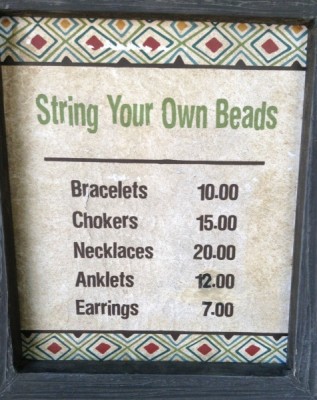 String Your Own Beads
Bracelets 10.00
Chokers 15.00
Necklaces 20.00
Anklets 12.00
Earrings 7.00